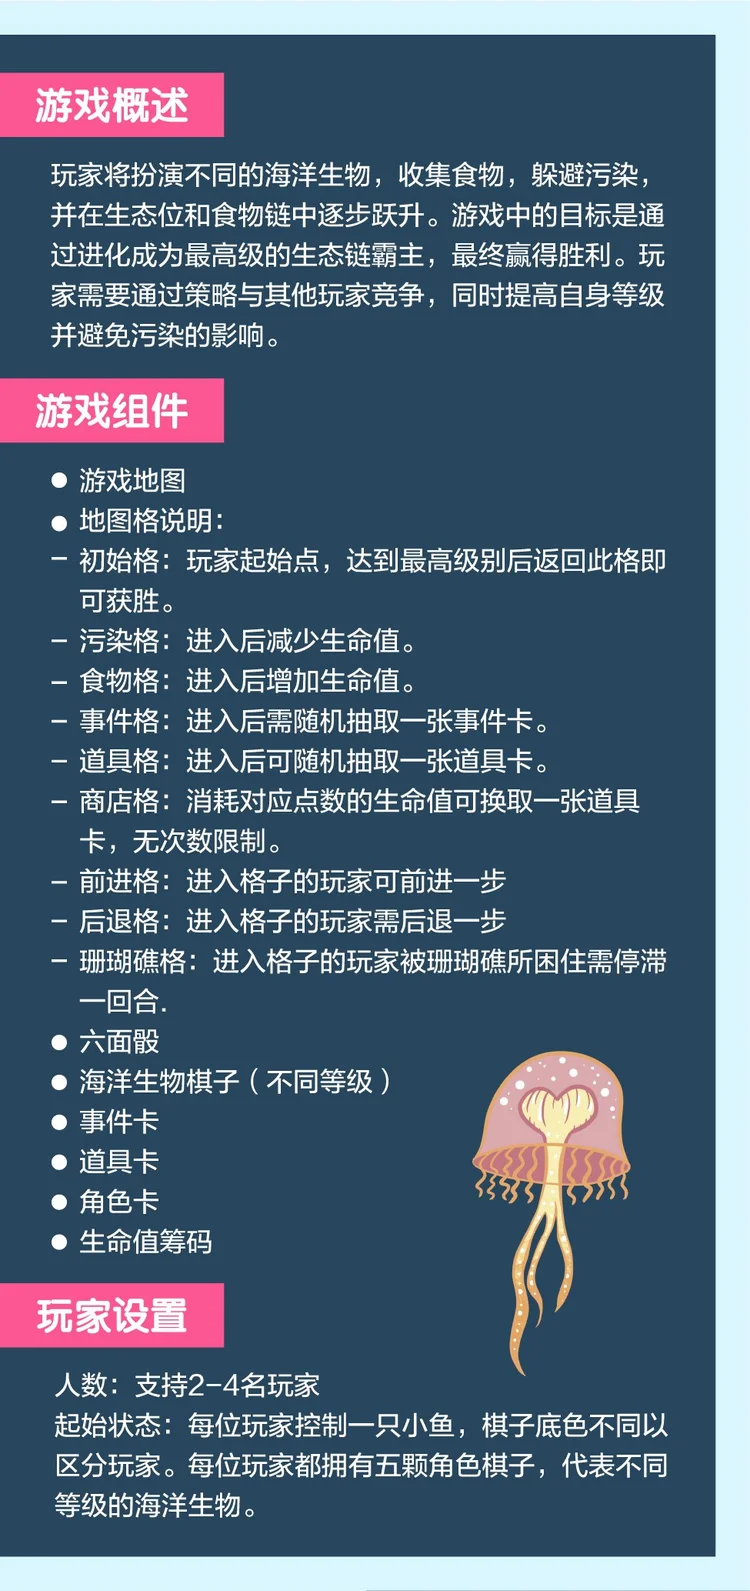 游戏概述
玩家将扮演不同的海洋生物，收集食物，躲避污染，
并在生态位和食物链中逐步跃升。游戏中的目标是通
过进化成为最高级的生态链霸主，最终赢得胜利。玩
家需要通过策略与其他玩家竞争，同时提高自身等级
并避免污染的影响。
游戏组件
● 游戏地图
● 地图格说明：
– 初始格：玩家起始点，达到最高级别后返回此格即
可获胜。
– 污染格：进入后减少生命值。
– 食物格：进入后增加生命值。
– 事件格：进入后需随机抽取一张事件卡。
– 道具格：进入后可随机抽取一张道具卡。
– 商店格：消耗对应点数的生命值可换取一张道具
卡，无次数限制。
– 前进格：进入格子的玩家可前进一步
– 后退格：进入格子的玩家需后退一步
– 珊瑚礁格：进入格子的玩家被珊瑚礁所困住需停滞
一回合.
● 六面骰
● 海洋生物棋子（不同等级）
● 事件卡
● 道具卡
● 角色卡
● 生命值筹码
玩家设置
人数：支持2–4名玩家
起始状态：每位玩家控制一只小鱼，棋子底色不同以
区分玩家。每位玩家都拥有五颗角色棋子，代表不同
等级的海洋生物。